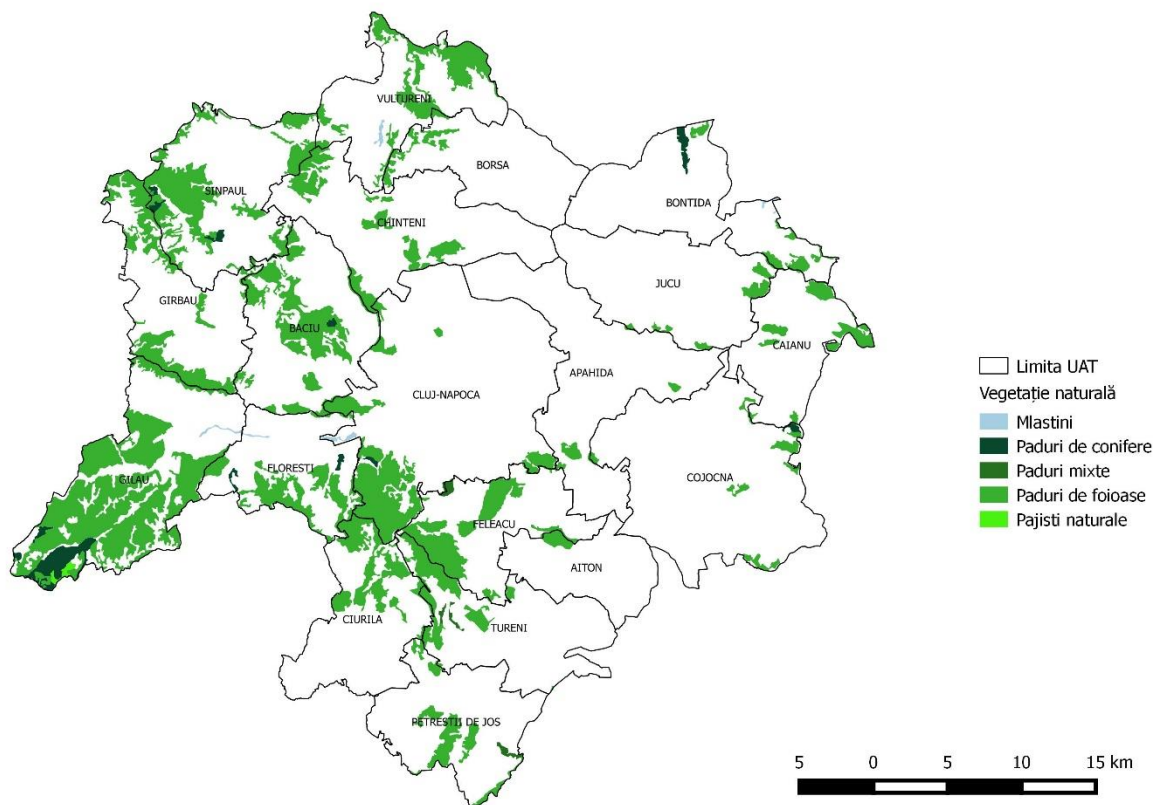 VULTURENI
BORSA
SINPAUL
BONTIDA
CHINTENI
JUCU
GIRBAU
BACIU
CAIANU
APAHIDA
CLUJ-NAPOCA
FLORESTI
GILAU
COJOCNA
FELEACU
AITON
CIURILA
TURENI
PETRESTII DE JOS
Limita UAT
Vegetație naturală
Mlastini
Paduri de conifere
Paduri mixte
Paduri de foioase
Pajisti naturale
5 0 5 10 15 km